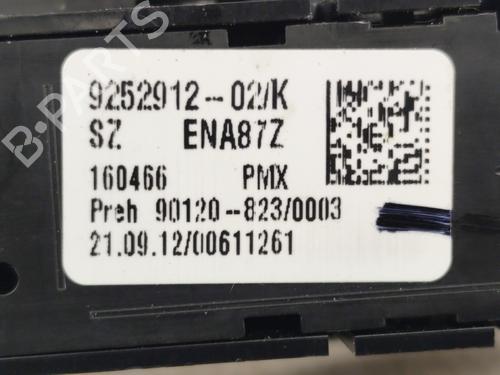 B-PARTS
9252912-02/K
SZ ENA87Z
160466 PMX
Preh 90120-823/0003
21.09.12/00611261